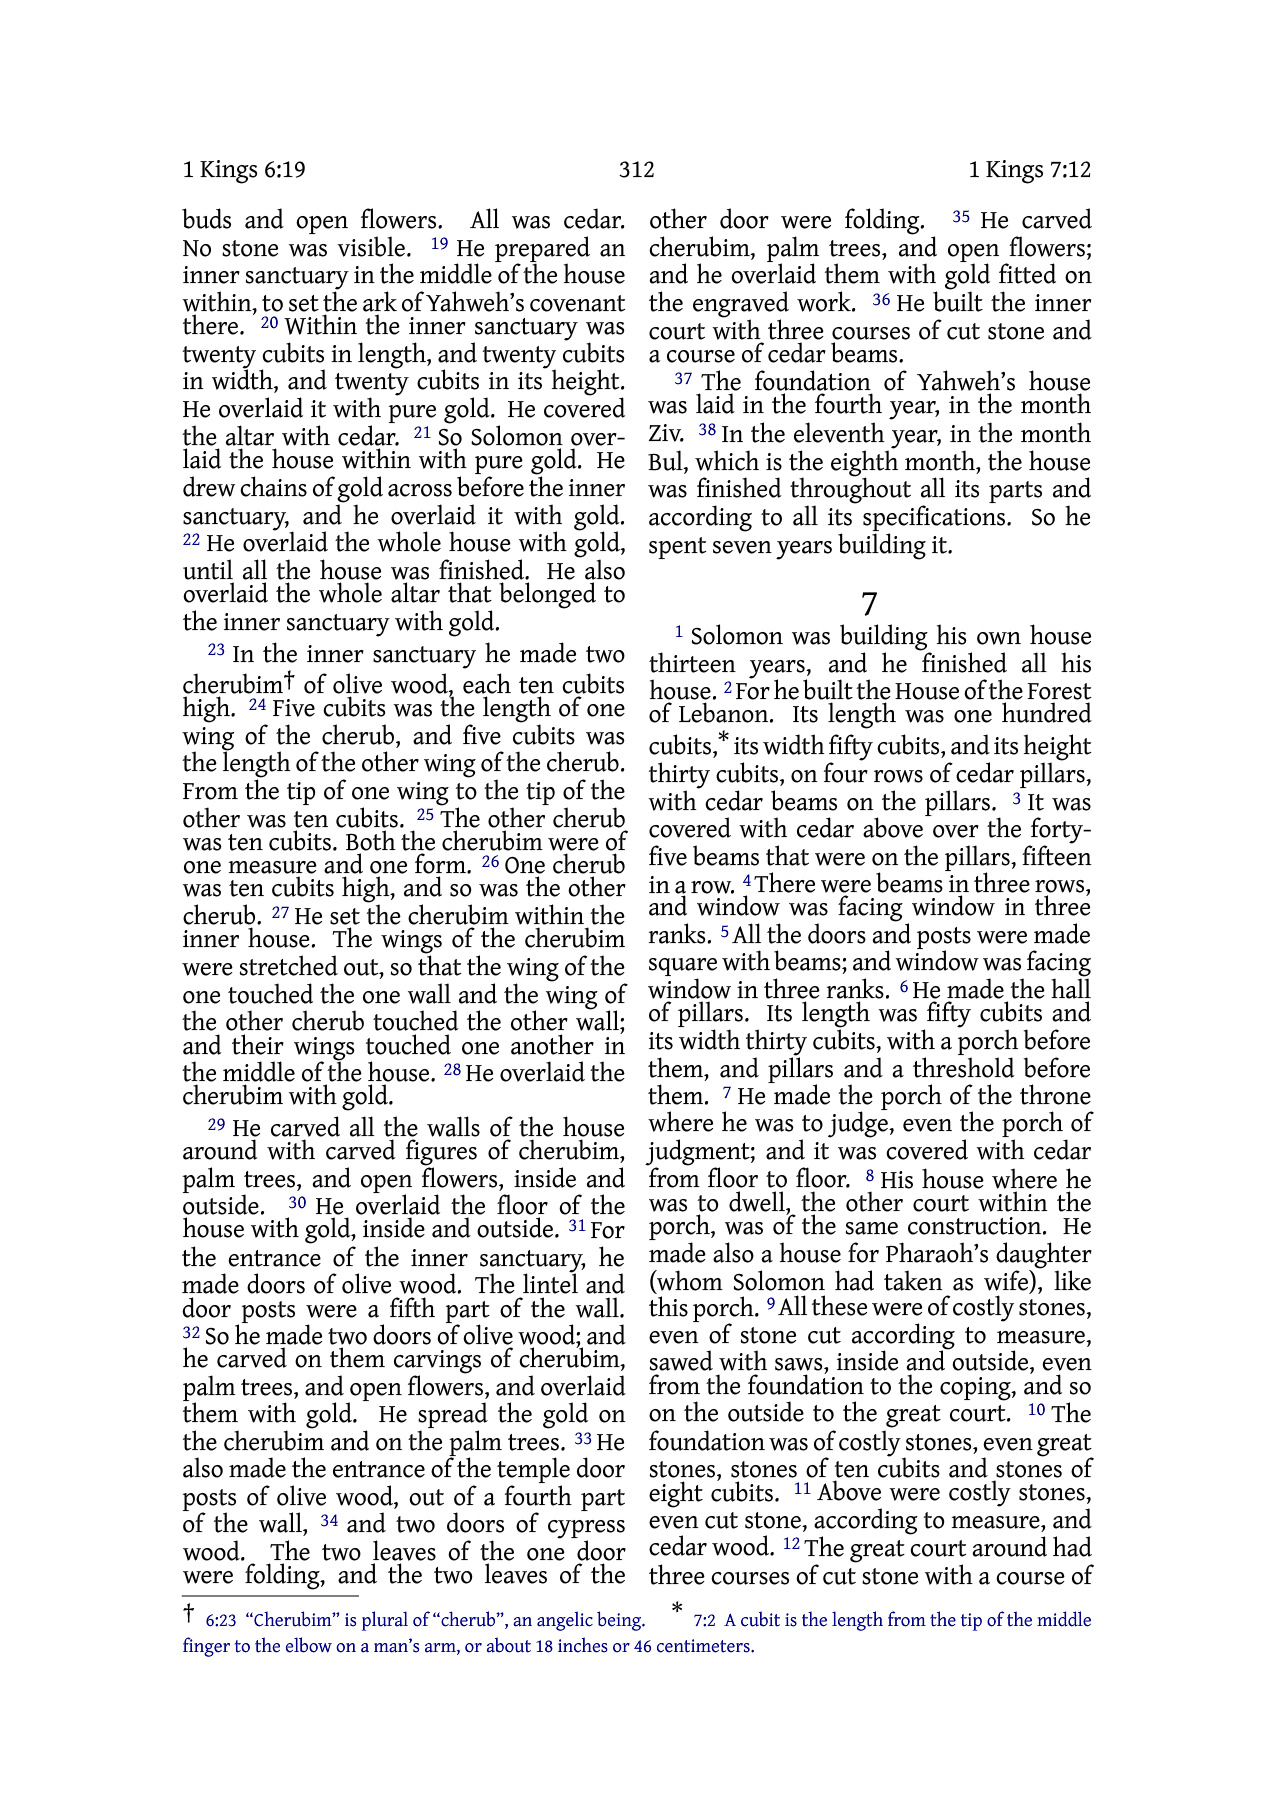 1 Kings 6:19 312 1 Kings 7:12
buds and open flowers. All was cedar.
No stone was visible. 19 He prepared an
inner sanctuary in the middle of the house
within, to set the ark of Yahweh’s covenant
there. 20 Within the inner sanctuary was
twenty cubits in length, and twenty cubits
in width, and twenty cubits in its height.
He overlaid it with pure gold. He covered
the altar with cedar. 21 So Solomon over-
laid the house within with pure gold. He
drew chains of gold across before the inner
sanctuary, and he overlaid it with gold.
22 He overlaid the whole house with gold,
until all the house was finished. He also
overlaid the whole altar that belonged to
the inner sanctuary with gold.
23 In the inner sanctuary he made two
cherubim† of olive wood, each ten cubits
high. 24 Five cubits was the length of one
wing of the cherub, and five cubits was
the length of the other wing of the cherub.
From the tip of one wing to the tip of the
other was ten cubits. 25 The other cherub
was ten cubits. Both the cherubim were of
one measure and one form. 26 One cherub
was ten cubits high, and so was the other
cherub. 27 He set the cherubim within the
inner house. The wings of the cherubim
were stretched out, so that the wing of the
one touched the one wall and the wing of
the other cherub touched the other wall;
and their wings touched one another in
the middle of the house. 28 He overlaid the
cherubim with gold.
29 He carved all the walls of the house
around with carved figures of cherubim,
palm trees, and open flowers, inside and
outside. 30 He overlaid the floor of the
house with gold, inside and outside. 31 For
the entrance of the inner sanctuary, he
made doors of olive wood. The lintel and
door posts were a fifth part of the wall.
32 So he made two doors of olive wood; and
he carved on them carvings of cherubim,
palm trees, and open flowers, and overlaid
them with gold. He spread the gold on
the cherubim and on the palm trees. 33 He
also made the entrance of the temple door
posts of olive wood, out of a fourth part
of the wall, 34 and two doors of cypress
wood. The two leaves of the one door
were folding, and the two leaves of the
other door were folding. 35 He carved
cherubim, palm trees, and open flowers;
and he overlaid them with gold fitted on
the engraved work. 36 He built the inner
court with three courses of cut stone and
a course of cedar beams.
37 The foundation of Yahweh’s house
was laid in the fourth year, in the month
Ziv. 38 In the eleventh year, in the month
Bul, which is the eighth month, the house
was finished throughout all its parts and
according to all its specifications. So he
spent seven years building it.
7
1 Solomon was building his own house
thirteen years, and he finished all his
house. 2 For he built the House of the Forest
of Lebanon. Its length was one hundred
cubits,* its width fifty cubits, and its height
thirty cubits, on four rows of cedar pillars,
with cedar beams on the pillars. 3 It was
covered with cedar above over the forty-
five beams that were on the pillars, fifteen
in a row. 4 There were beams in three rows,
and window was facing window in three
ranks. 5 All the doors and posts were made
square with beams; and window was facing
window in three ranks. 6 He made the hall
of pillars. Its length was fifty cubits and
its width thirty cubits, with a porch before
them, and pillars and a threshold before
them. 7 He made the porch of the throne
where he was to judge, even the porch of
judgment; and it was covered with cedar
from floor to floor. 8 His house where he
was to dwell, the other court within the
porch, was of the same construction. He
made also a house for Pharaoh’s daughter
(whom Solomon had taken as wife), like
this porch. 9 All these were of costly stones,
even of stone cut according to measure,
sawed with saws, inside and outside, even
from the foundation to the coping, and so
on the outside to the great court. 10 The
foundation was of costly stones, even great
stones, stones of ten cubits and stones of
eight cubits. 11 Above were costly stones,
even cut stone, according to measure, and
cedar wood. 12 The great court around had
three courses of cut stone with a course of
† 6:23 “Cherubim” is plural of “cherub”, an angelic being. * 7:2 A cubit is the length from the tip of the middle
finger to the elbow on a man’s arm, or about 18 inches or 46 centimeters.